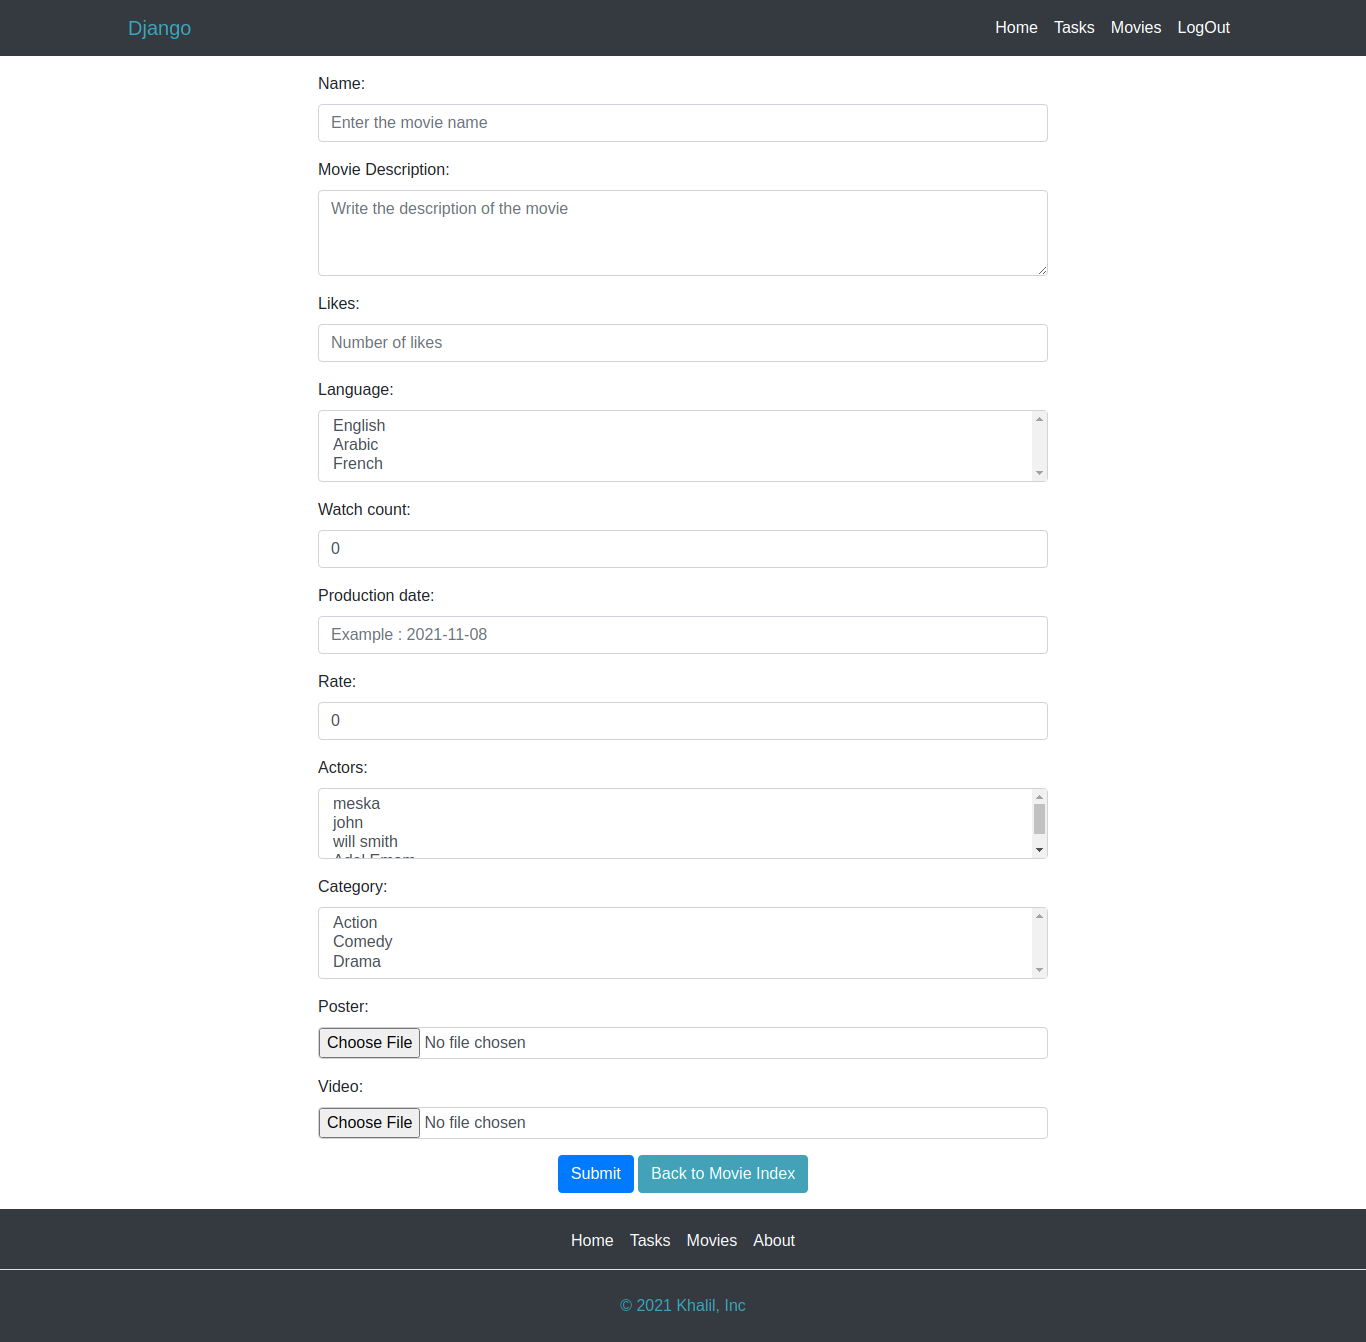 Django
Home Tasks Movies LogOut
Name:
Enter the movie name
Movie Description:
Write the description of the movie
Likes:
Number of likes
Language:
English
Arabic
French
Watch count:
0
Production date:
Example : 2021-11-08
Rate:
0
Actors:
meska
john
will smith
Adel Emam
Category:
Action
Comedy
Drama
Poster:
Choose File No file chosen
Video:
Choose File No file chosen
Submit Back to Movie Index
Home Tasks Movies About
© 2021 Khalil, Inc